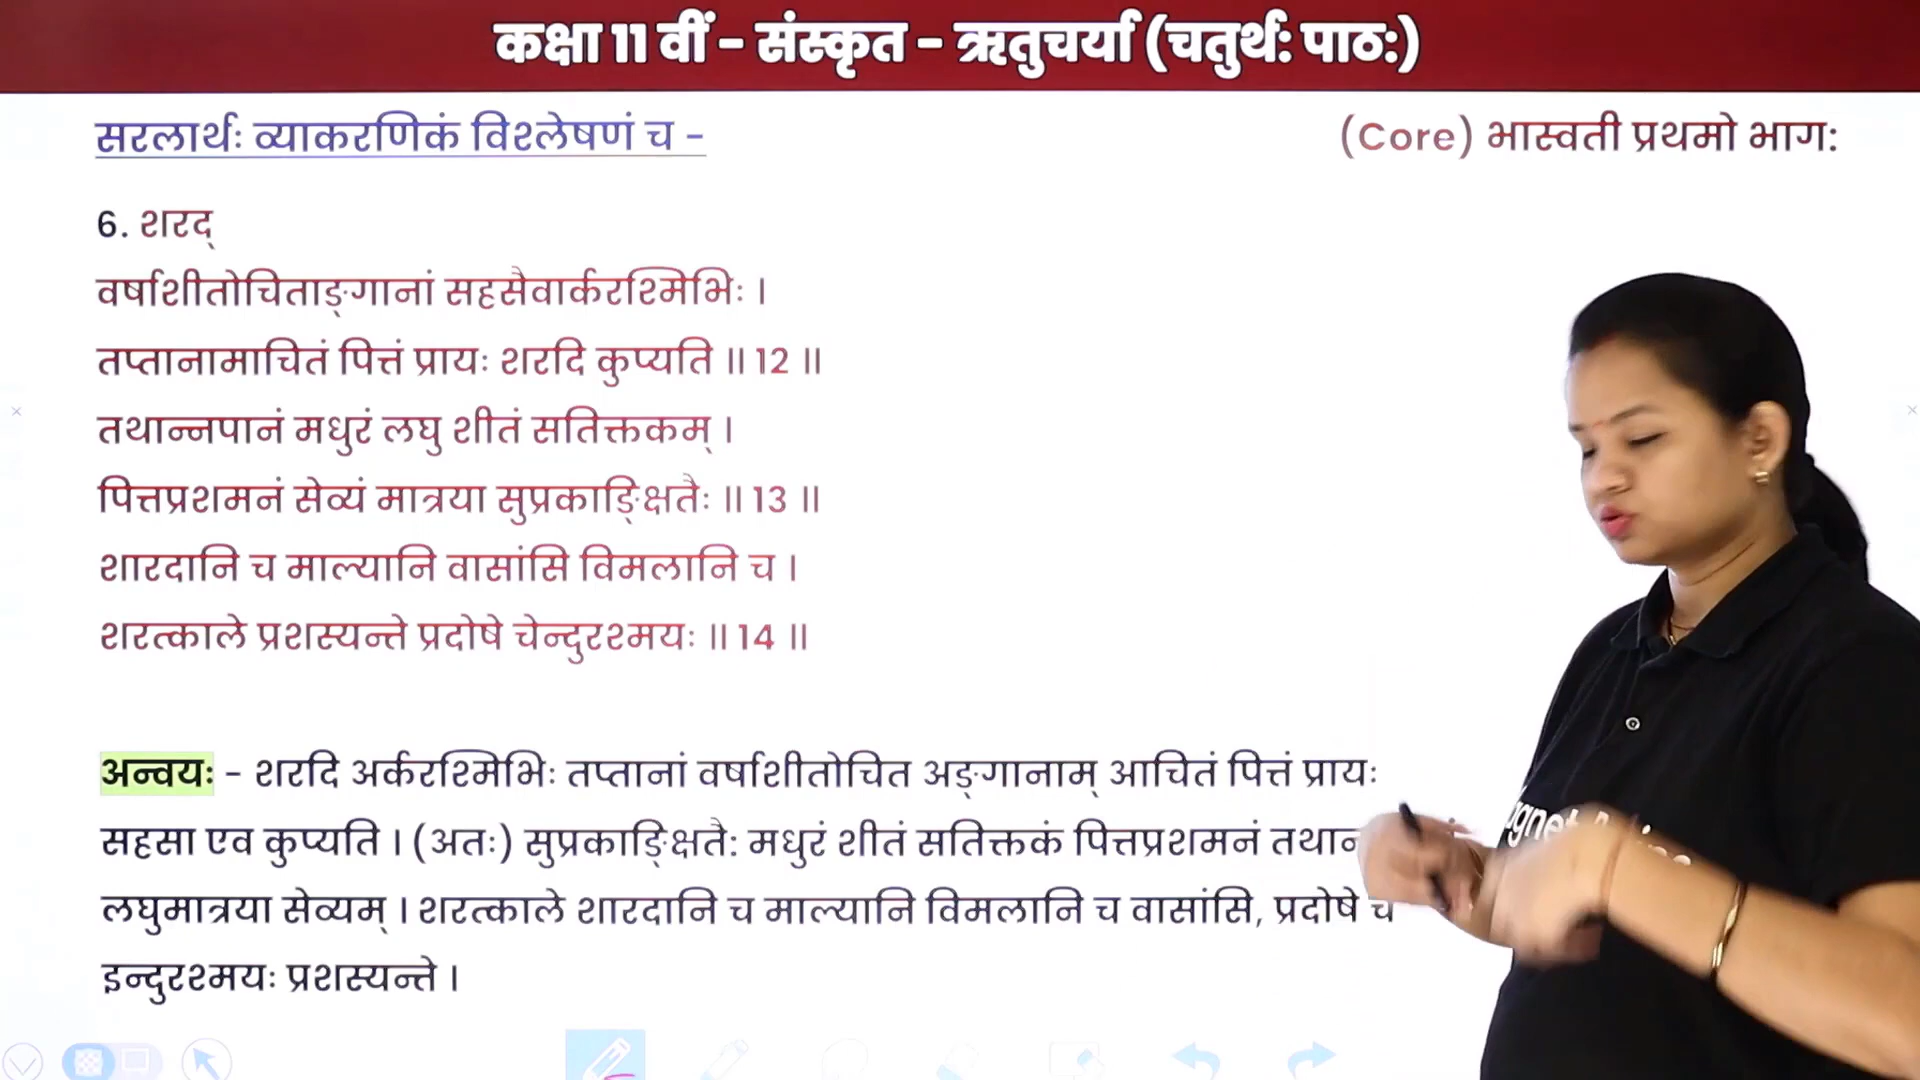 कक्षा 11 वीं - संस्कृत - ऋतुचर्या (चतुर्थ: पाठ:)
सरलार्थः व्याकरणिकं विश्लेषणं च -
(Core) भास्वती प्रथमो भाग:
6. शरद्
वर्षाशीतोचिताङ्गानां सहसैवार्करश्मिभिः ।
तप्तानामाचितं पित्तं प्रायः शरदि कुप्यति ॥ 12 ॥
तथान्नपानं मधुरं लघु शीतं सतिक्तकम् ।
पित्तप्रशमनं सेव्यं मात्रया सुप्रकाङ्क्षितैः ॥ 13 ॥
शारदानि च माल्यानि वासांसि विमलानि च ।
शरत्काले प्रशस्यन्ते प्रदोषे चेन्दुरश्मयः ॥ 14 ॥
अन्वयः - शरदि अर्करश्मिभिः तप्तानां वर्षाशीतोचित अङ्गानाम् आचितं पित्तं प्रायः
सहसा एव कुप्यति । (अतः) सुप्रकाङ्क्षितै: मधुरं शीतं सतिक्तकं पित्तप्रशमनं
लघुमात्रया सेव्यम् । शरत्काले शारदानि च माल्यानि विमलानि च वासांसि, प्रदोषे च
इन्दुरश्मयः प्रशस्यन्ते ।